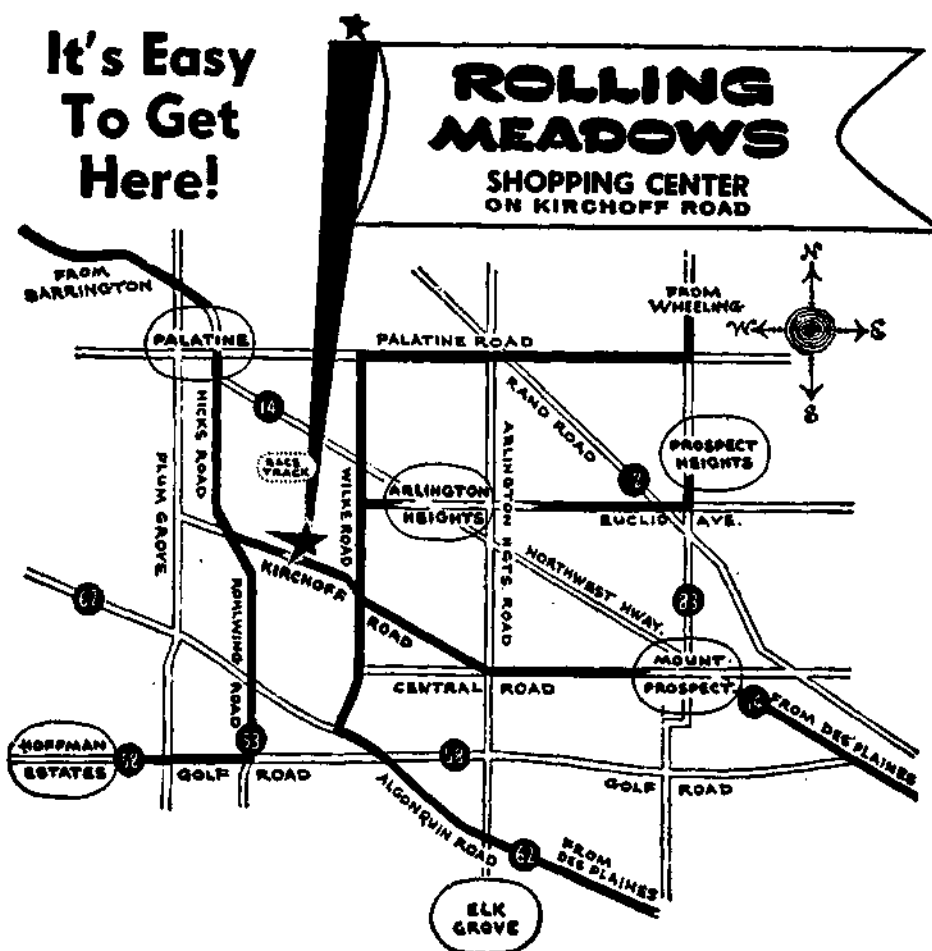 It's Easy
To Get
Here!
ROLLING
MEADOWS
SHOPPING CENTER
ON KIRCHOFF ROAD
FROM
BARRINGTON
FROM
WHEELING
N
W
S
PALATINE
PALATINE ROAD
14
HICKS ROAD
RAND ROAD
PROSPECT
HEIGHTS
RACE
TRACK
PLUM GROVE
WILKE ROAD
ARLINGTON
HEIGHTS
ARLINGTON HGTS ROAD
EUCLID AVE.
KIRCHOFF
ROAD
NORTHWEST HWAY.
62
83
ROHLWING ROAD
CENTRAL ROAD
MOUNT
PROSPECT
FROM DES PLAINES
HOFFMAN
ESTATES
53
GOLF ROAD
58
GOLF ROAD
ALGONQUIN ROAD
62
FROM
DES PLAINES
ELK
GROVE